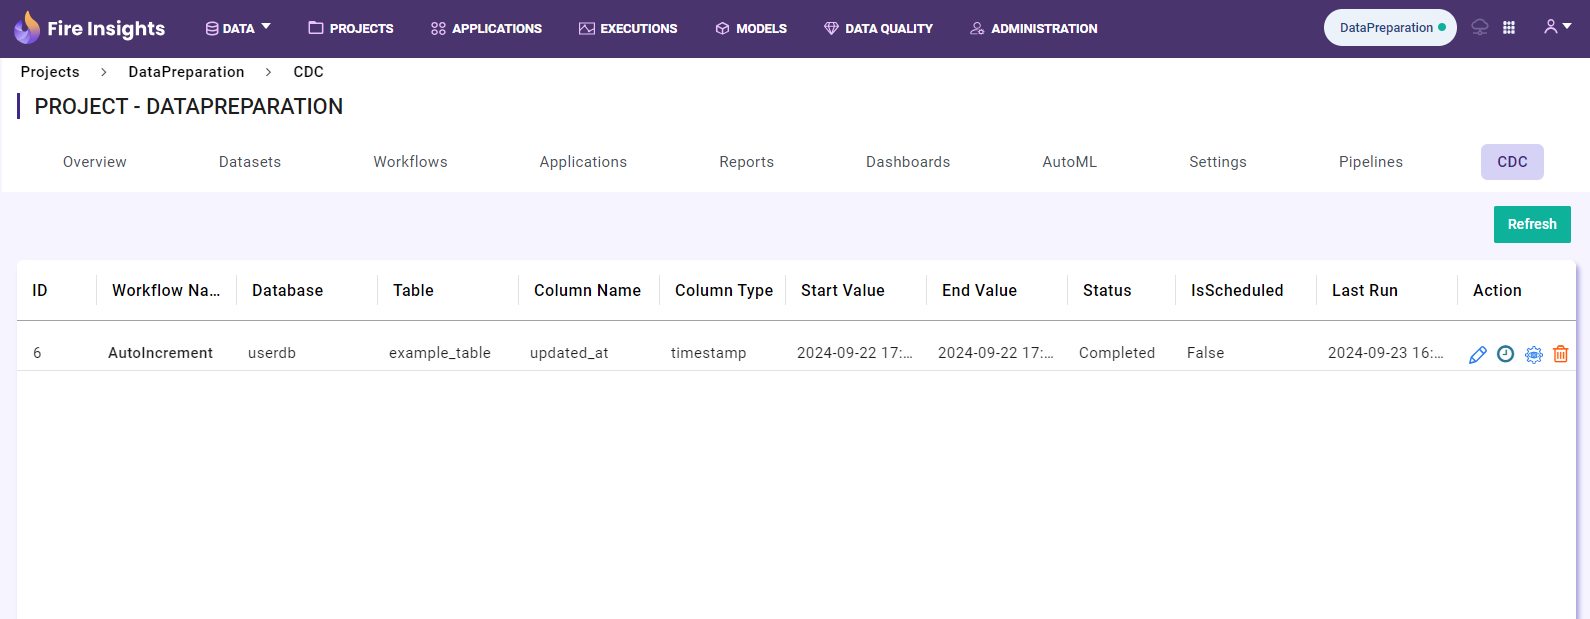 Fire Insights DATA PROJECTS APPLICATIONS EXECUTIONS MODELS DATA QUALITY ADMINISTRATION DataPreparation
Projects > DataPreparation > CDC
PROJECT - DATAPREPARATION
Overview Datasets Workflows Applications Reports Dashboards AutoML Settings Pipelines CDC
Refresh
ID Workflow Na... Database Table Column Name Column Type Start Value End Value Status IsScheduled Last Run Action
6 AutoIncrement userdb example_table updated_at timestamp 2024-09-22 17:... 2024-09-22 17:... Completed False 2024-09-23 16:...